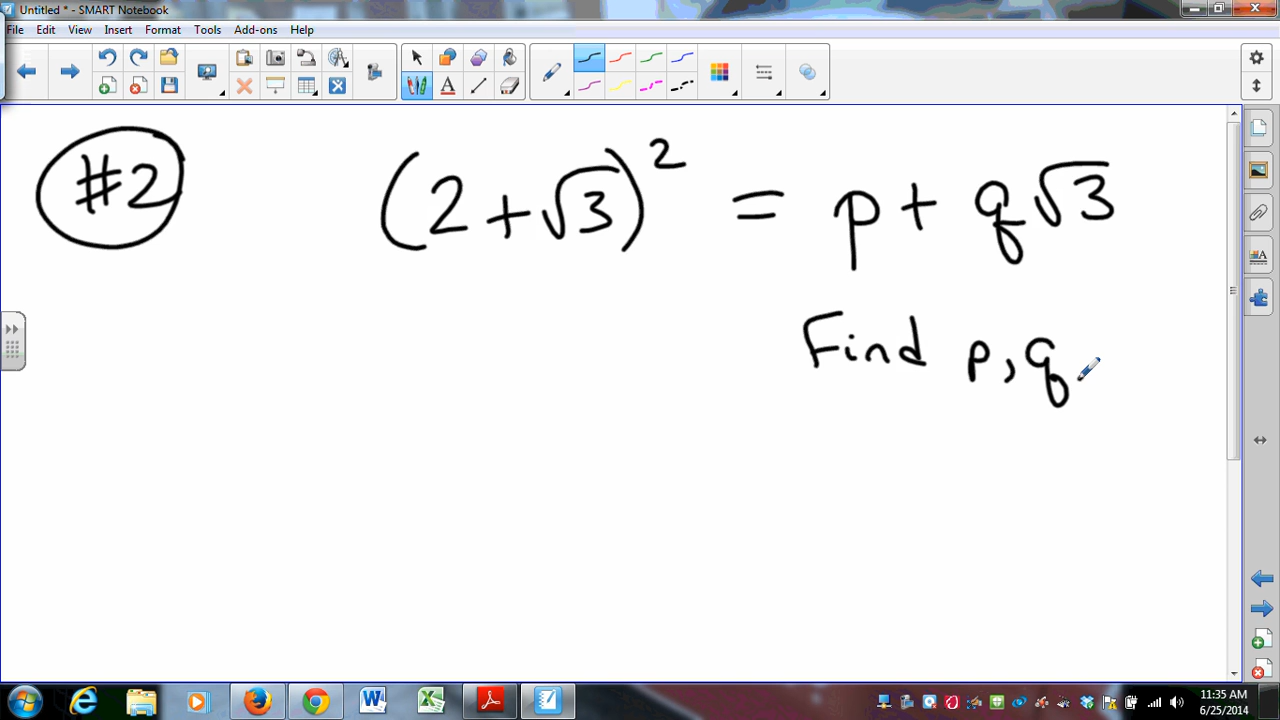 Untitled * - SMART Notebook
File Edit View Insert Format Tools Add-ons Help
#2
(2+√3)² = p + q√3
Find p, q
11:35 AM
6/25/2014